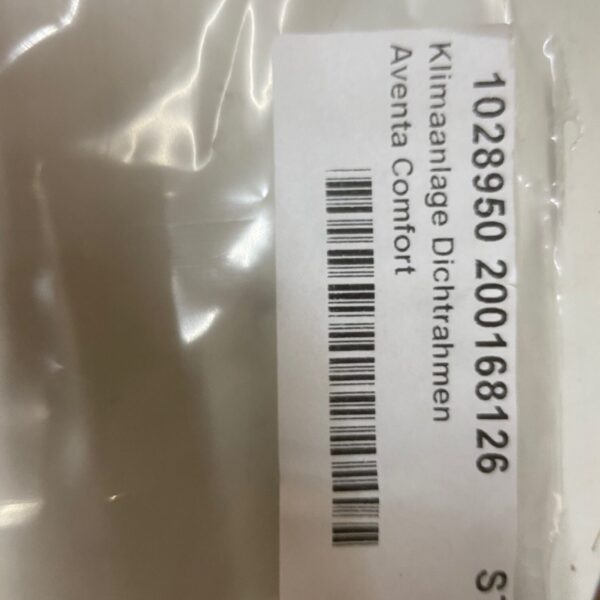 1028950 200168126
Klimaanlage Dichtrahmen
Aventa Comfort